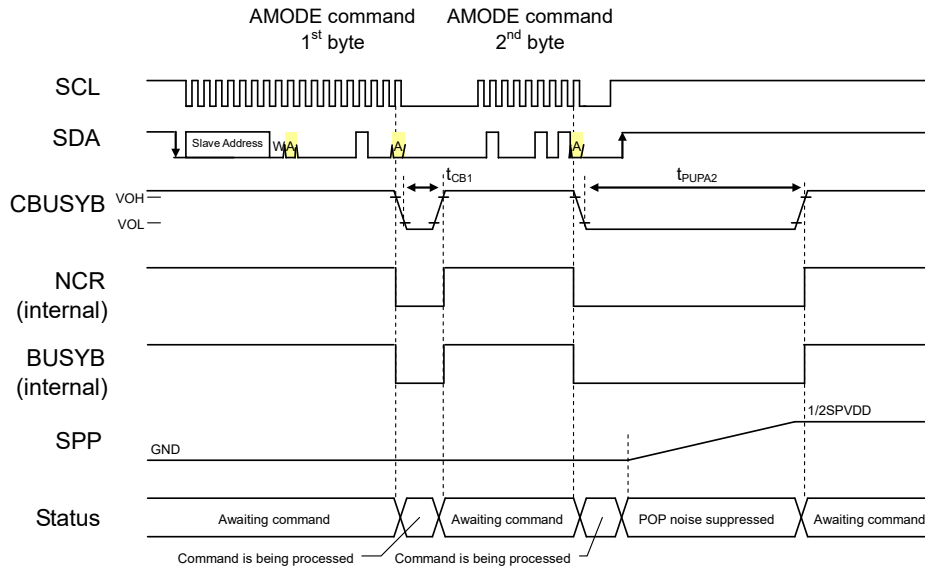 AMODE command
1st byte
AMODE command
2nd byte
SCL
SDA
Slave Address
W
A
A
A
CBUSYB
VOH
VOL
tCB1
tPUPA2
NCR
(internal)
BUSYB
(internal)
SPP
GND
1/2SPVDD
Status
Awaiting command
Awaiting command
POP noise suppressed
Awaiting command
Command is being processed
Command is being processed